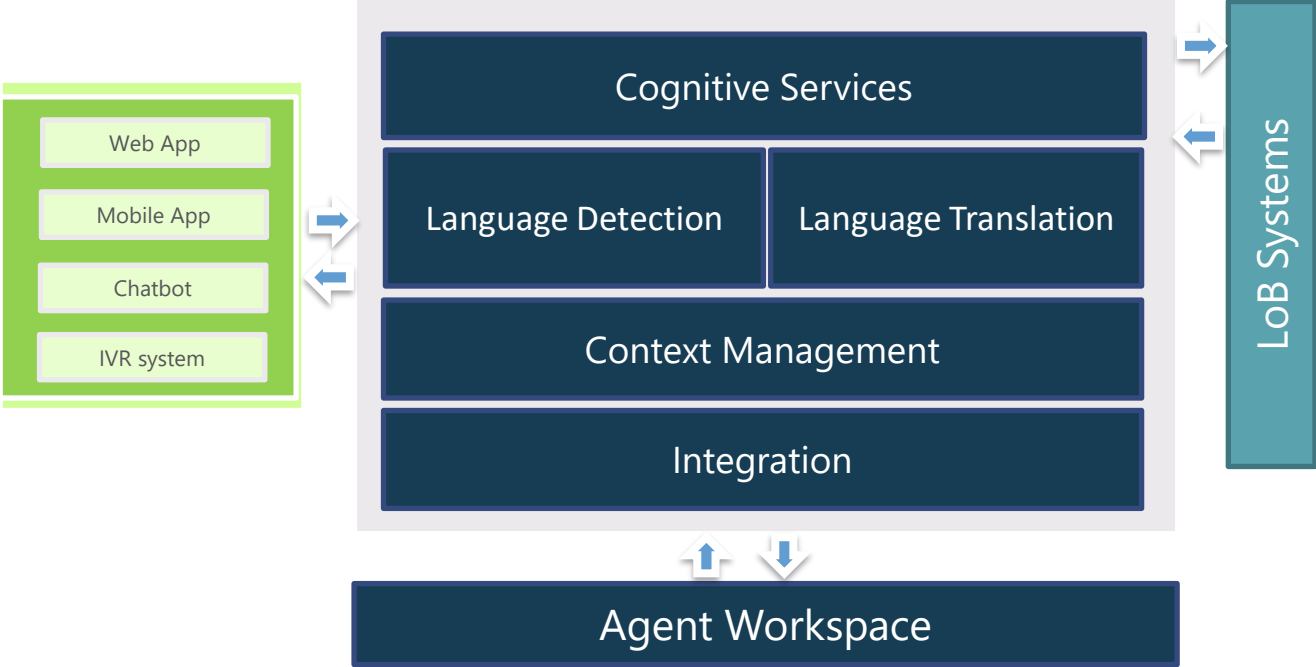 Web App
Mobile App
Chatbot
IVR system
Cognitive Services
Language Detection
Language Translation
Context Management
Integration
Agent Workspace
LoB Systems